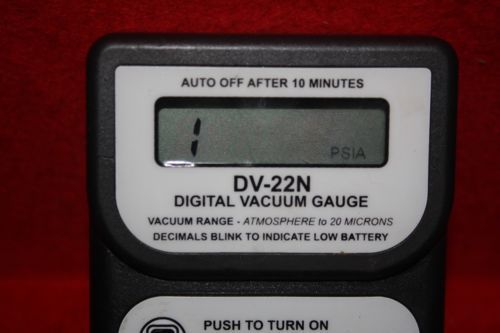 AUTO OFF AFTER 10 MINUTES
1
PSIA
DV-22N
DIGITAL VACUUM GAUGE
VACUUM RANGE - ATMOSPHERE to 20 MICRONS
DECIMALS BLINK TO INDICATE LOW BATTERY
PUSH TO TURN ON